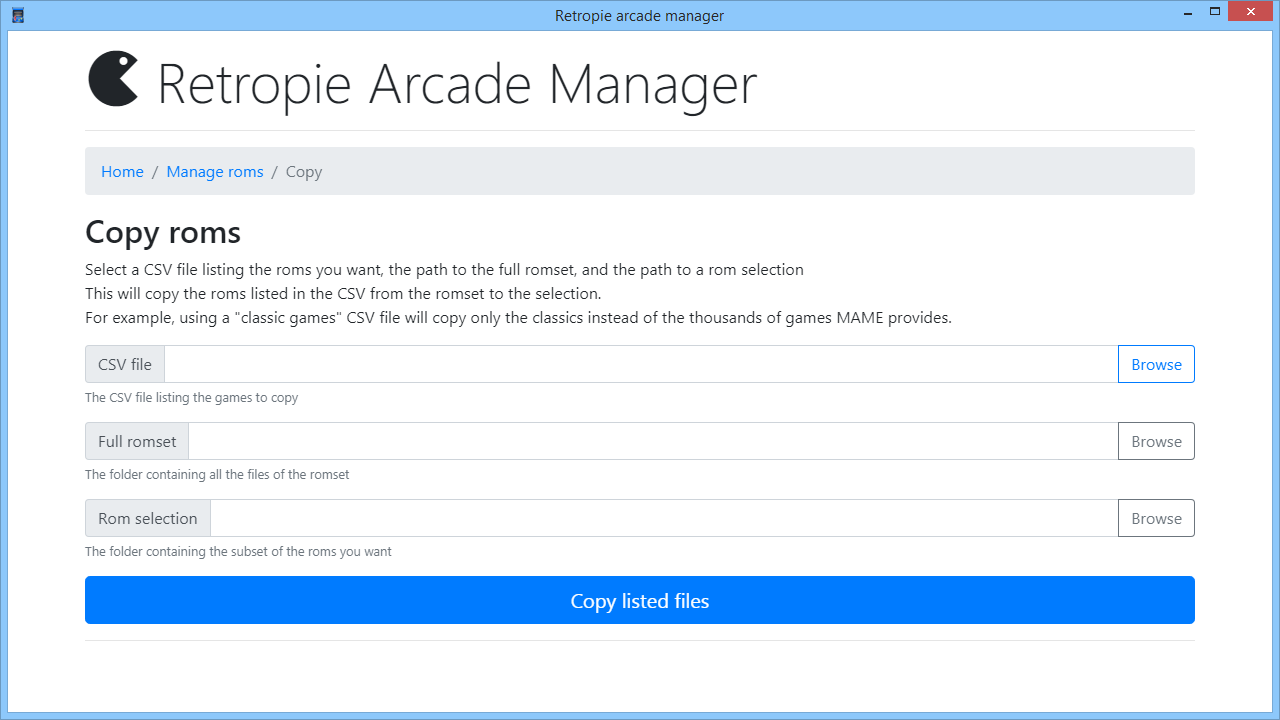 Retropie arcade manager
Retropie Arcade Manager
Home / Manage roms / Copy
Copy roms
Select a CSV file listing the roms you want, the path to the full romset, and the path to a rom selection
This will copy the roms listed in the CSV from the romset to the selection.
For example, using a "classic games" CSV file will copy only the classics instead of the thousands of games MAME provides.
CSV file Browse
The CSV file listing the games to copy
Full romset Browse
The folder containing all the files of the romset
Rom selection Browse
The folder containing the subset of the roms you want
Copy listed files